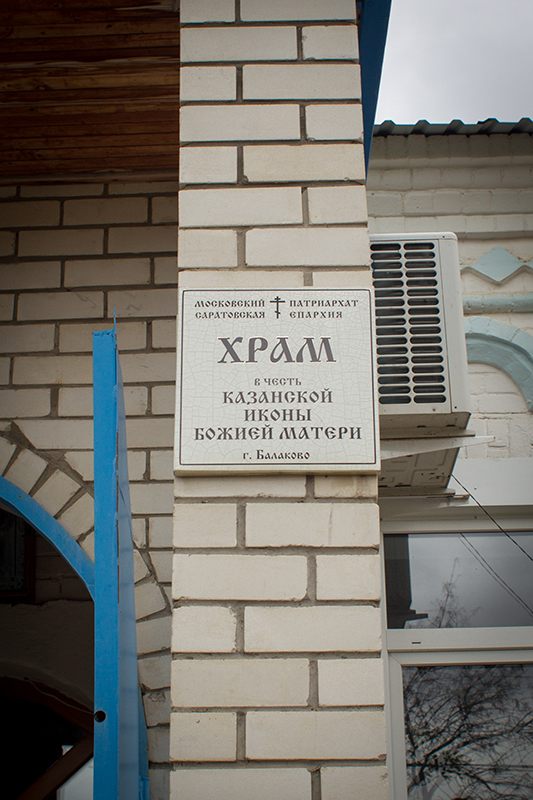 МОСКОВСКИЙ ПАТРИАРХАТ
САРАТОВСКАЯ ЕПАРХИЯ
ХРАМ
В ЧЕСТЬ
КАЗАНСКОЙ
ИКОНЫ
БОЖИЕЙ МАТЕРИ
г. Балаково